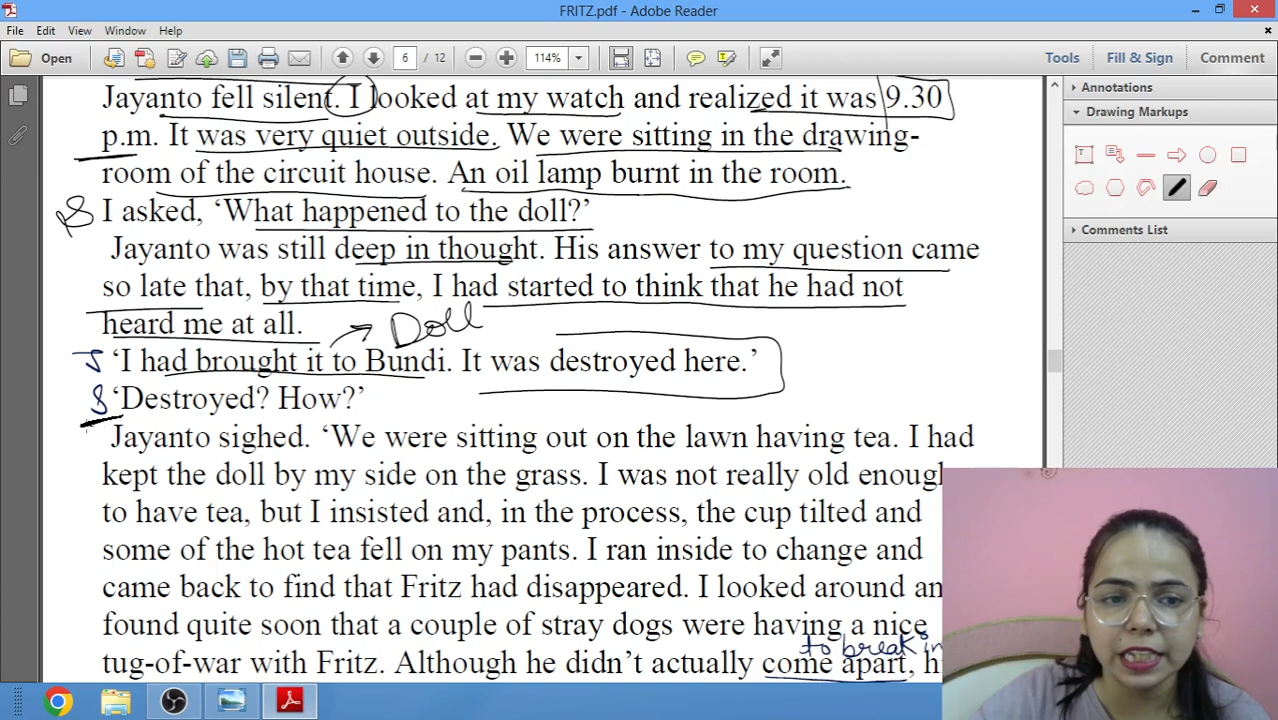 FRITZ.pdf - Adobe Reader
File Edit View Window Help
Open 6 / 12 114% Tools Fill & Sign Comment
Annotations
Drawing Markups
Comments List
Jayanto fell silent. I looked at my watch and realized it was 9.30
p.m. It was very quiet outside. We were sitting in the drawing-
room of the circuit house. An oil lamp burnt in the room.
S I asked, ‘What happened to the doll?’
Jayanto was still deep in thought. His answer to my question came
so late that, by that time, I had started to think that he had not
heard me at all.
Doll
J ‘I had brought it to Bundi. It was destroyed here.’
S ‘Destroyed? How?’
Jayanto sighed. ‘We were sitting out on the lawn having tea. I had
kept the doll by my side on the grass. I was not really old enough
to have tea, but I insisted and, in the process, the cup tilted and
some of the hot tea fell on my pants. I ran inside to change and
came back to find that Fritz had disappeared. I looked around
found quite soon that a couple of stray dogs were having a nice
to break in
tug-of-war with Fritz. Although he didn’t actually come apart,